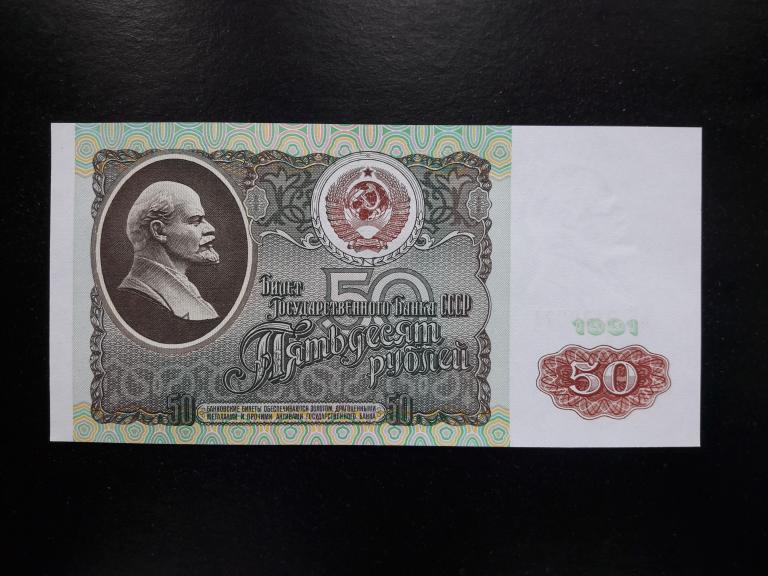 50
Билет
Государственного Банка СССР
Пятьдесят
рублей
1991
50
50
БАНКОВСКИЕ БИЛЕТЫ ОБЕСПЕЧИВАЮТСЯ ЗОЛОТОМ, ДРАГОЦЕННЫМИ
МЕТАЛЛАМИ И ПРОЧИМИ АКТИВАМИ ГОСУДАРСТВЕННОГО БАНКА
50